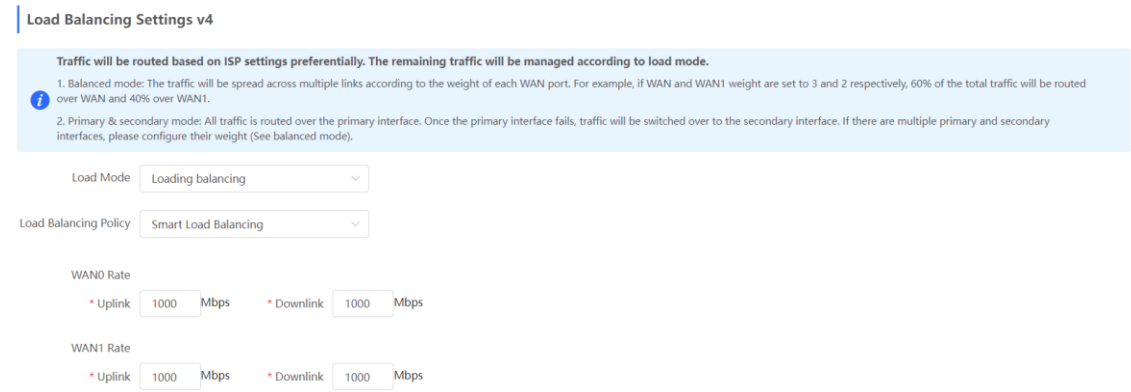 Load Balancing Settings v4
Traffic will be routed based on ISP settings preferentially. The remaining traffic will be managed according to load mode.
1. Balanced mode: The traffic will be spread across multiple links according to the weight of each WAN port. For example, if WAN and WAN1 weight are set to 3 and 2 respectively, 60% of the total traffic will be routed
over WAN and 40% over WAN1.
2. Primary & secondary mode: All traffic is routed over the primary interface. Once the primary interface fails, traffic will be switched over to the secondary interface. If there are multiple primary and secondary
interfaces, please configure their weight (See balanced mode).
Load Mode Loading balancing
Load Balancing Policy Smart Load Balancing
WAN0 Rate
* Uplink 1000 Mbps * Downlink 1000 Mbps
WAN1 Rate
* Uplink 1000 Mbps * Downlink 1000 Mbps